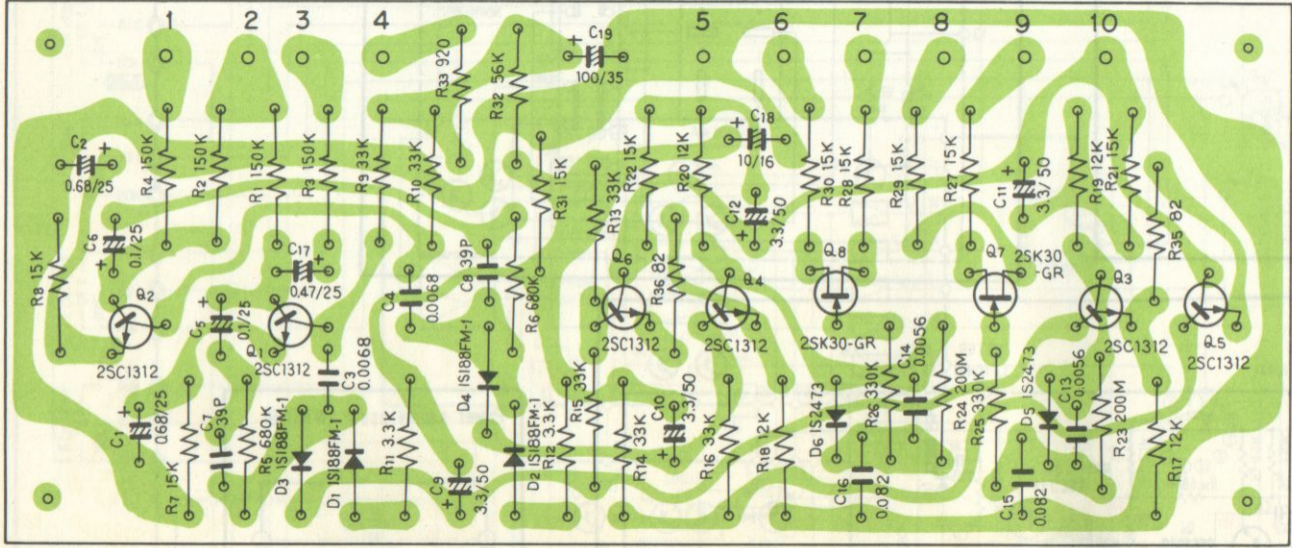 1 2 3 4 5 6 7 8 9 10
C19
100/35
R33 920
R32 56K
C2
0.68/25
R4 150K
R2 150K
R1 150K
R3 150K
R9 33K
R10 33K
R31 15K
R13 33K
R22 15K
R20 12K
C18
10/16
R30 15K
R28 15K
R29 15K
R27 15K
C11
3.3/50
R19 12K
R21 15K
R35 82
C12
3.3/50
R8 15K
C6
0.1/25
C17
0.47/25
C4
0.0068
C8 39P
R6 680K
Q6
R36 82
Q4
Q8
Q7
2SK30
-GR
Q3
Q2
2SC1312
C5
0.1/25
Q1
2SC1312
2SC1312
2SC1312
2SK30-GR
2SC1312
Q5
2SC1312
C3
0.0068
D4 IS188FM-1
C14
0.0056
C1
0.68/25
R7 15K
C7
39P
R5 680K
D3
IS188FM-1
D1 IS188FM-1
R11 3.3K
C9
3.3/50
D2 IS188FM-1
R12 3.3K
R15 33K
R14 33K
C10
3.3/50
R16 33K
R18 12K
D6 IS2473
C16
0.082
R26 330K
R24 200M
R25 330K
D5 IS2473
C15
0.082
C13
0.0056
R23 200M
R17 12K